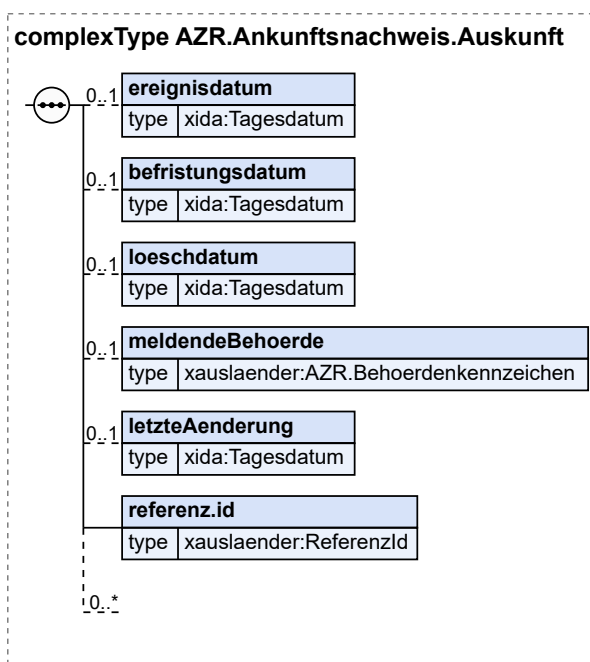 complexType AZR.Ankunftsnachweis.Auskunft
0..1 ereignisdatum
type xida:Tagesdatum
0..1 befristungsdatum
type xida:Tagesdatum
0..1 loeschdatum
type xida:Tagesdatum
0..1 meldendeBehoerde
type xauslaender:AZR.Behoerdenkennzeichen
0..1 letzteAenderung
type xida:Tagesdatum
referenz.id
type xauslaender:ReferenzId
0..*